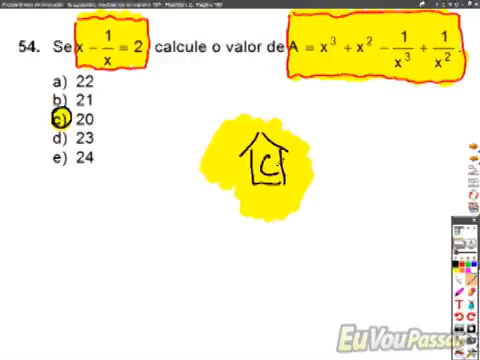 54. Se x − 1/x = 2 calcule o valor de A = x³ + x² − 1/x³ + 1/x².
a) 22
b) 21
c) 20
d) 23
e) 24
C
EuVouPassar